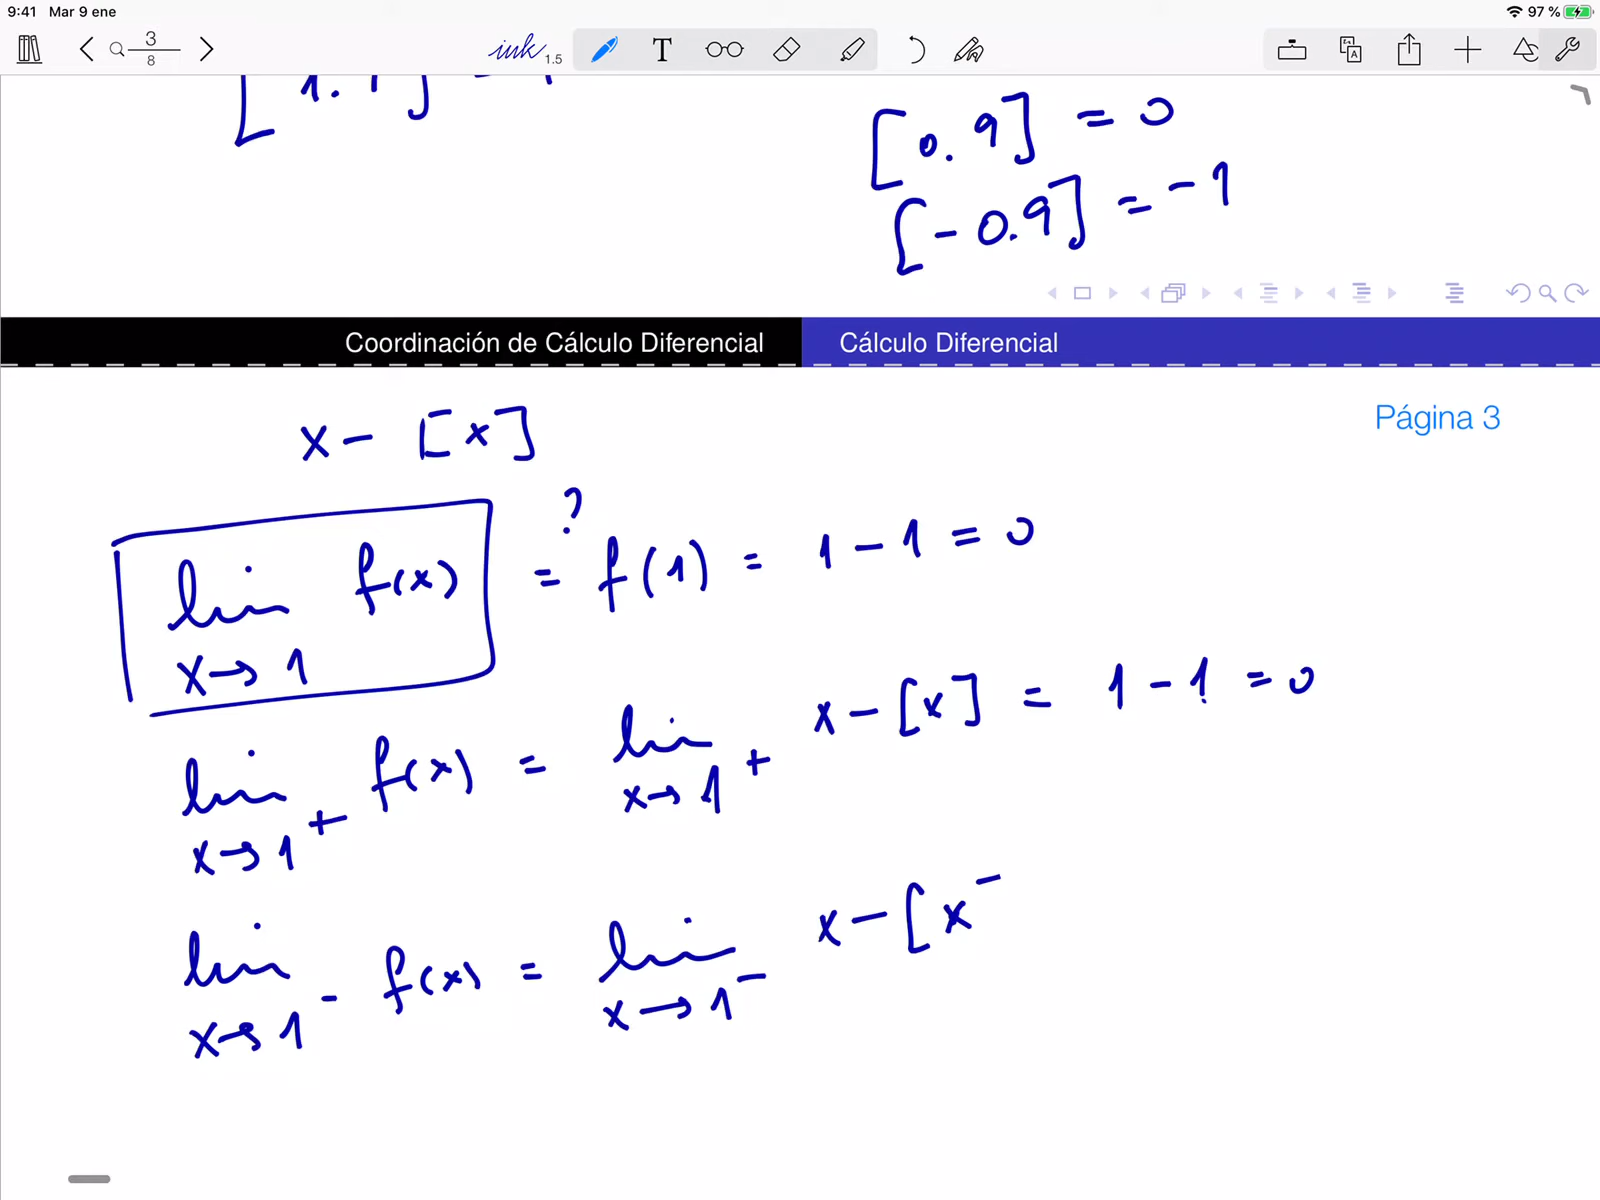 9:41 Mar 9 ene 97 %
3
8
ink 1.5 T
[0.9] = 0
[-0.9] = -1
Coordinación de Cálculo Diferencial Cálculo Diferencial
Página 3
x - [x]
lim x→1 f(x) =? f(1) = 1 - 1 = 0
lim x→1+ f(x) = lim x→1+ x - [x] = 1 - 1 = 0
lim x→1- f(x) = lim x→1- x - [x-